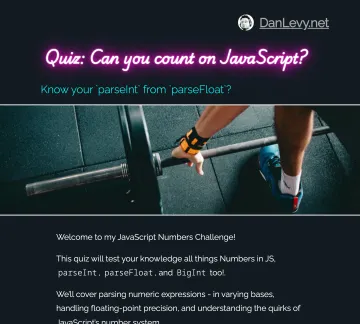 DanLevy.net
Quiz: Can you count on JavaScript?
Know your `parseInt` from `parseFloat`?
Welcome to my JavaScript Numbers Challenge!
This quiz will test your knowledge all things Numbers in JS,
parseInt, parseFloat, and BigInt too!.
We'll cover parsing numeric expressions - in varying bases,
handling floating-point precision, and understanding the quirks of
JavaScript's number system.